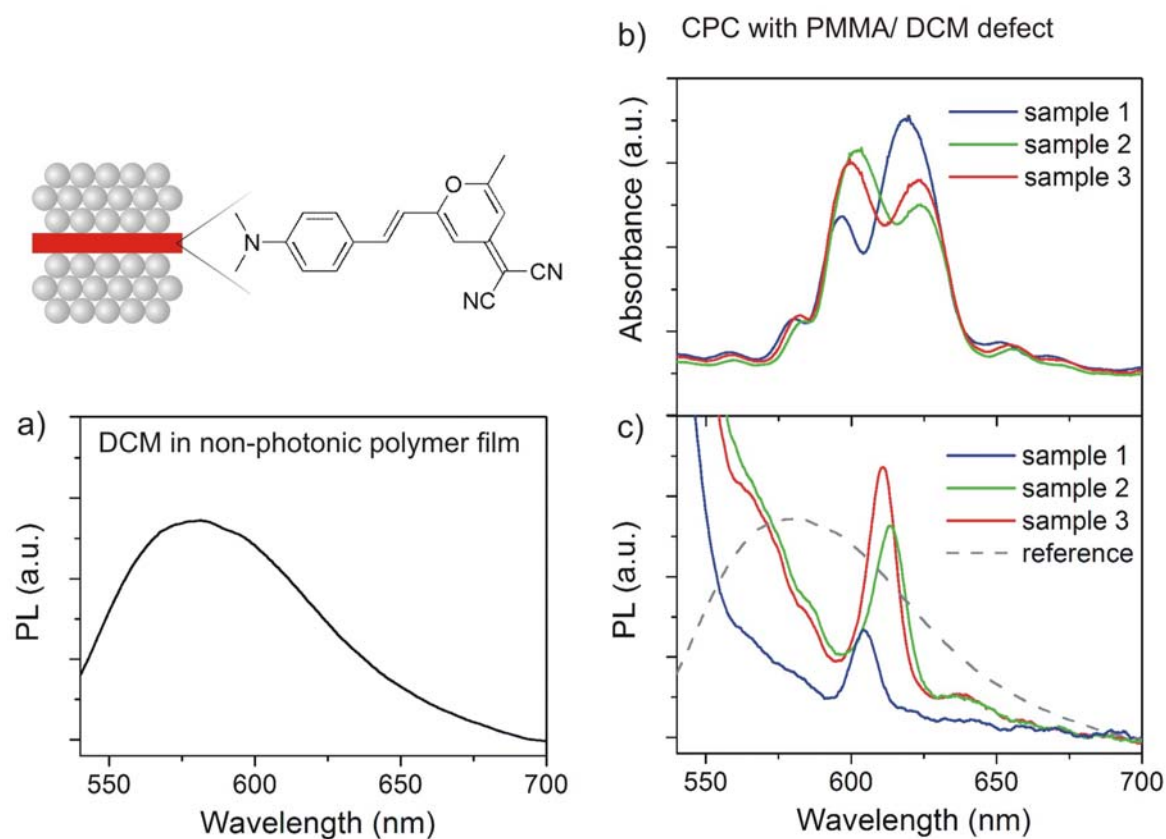 b) CPC with PMMA/ DCM defect
Absorbance (a.u.)
sample 1
sample 2
sample 3
N
O
CN
NC
a) DCM in non-photonic polymer film
PL (a.u.)
550 600 650 700
Wavelength (nm)
c)
PL (a.u.)
sample 1
sample 2
sample 3
reference
550 600 650 700
Wavelength (nm)